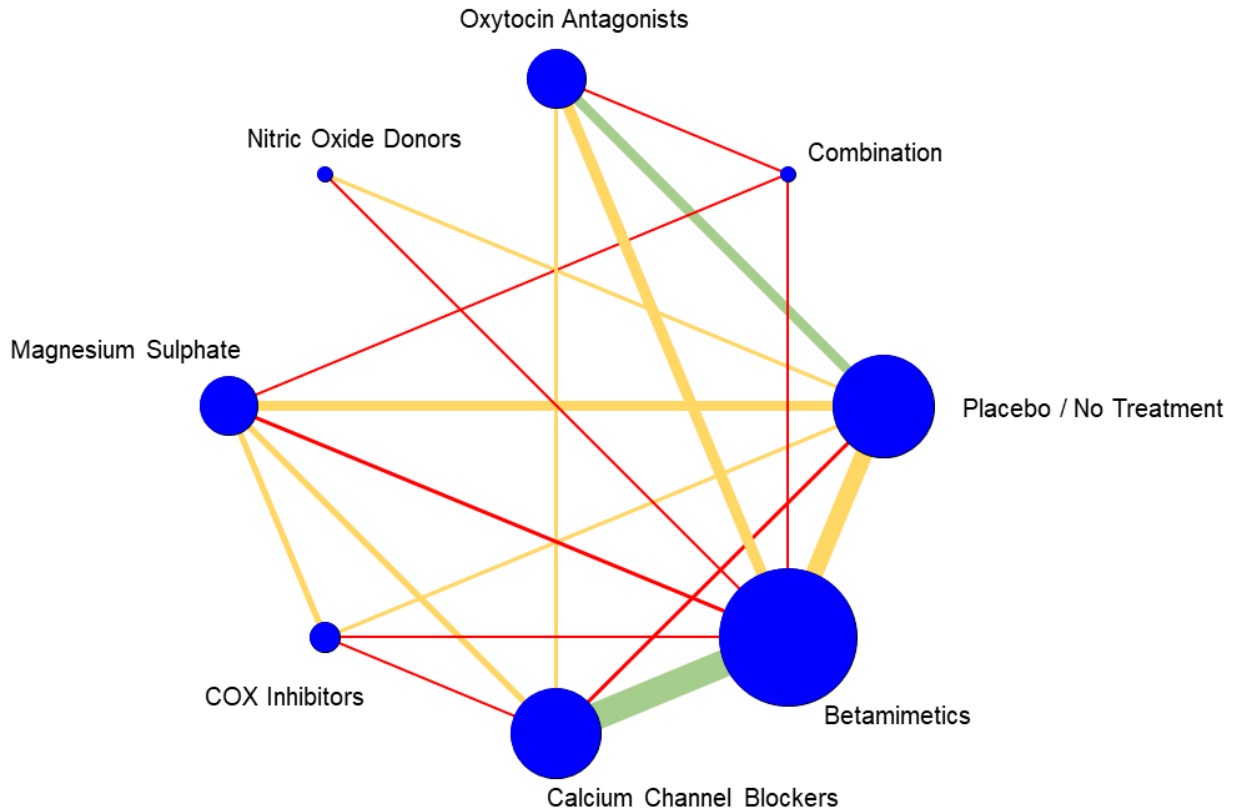 Oxytocin Antagonists
Nitric Oxide Donors
Combination
Magnesium Sulphate
Placebo / No Treatment
COX Inhibitors
Betamimetics
Calcium Channel Blockers